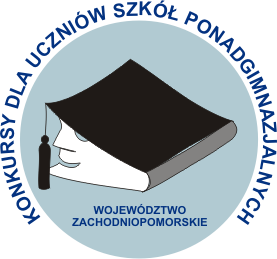 KONKURSY DLA UCZNIÓW SZKÓŁ PONADGIMNAZJALNYCH
WOJEWÓDZTWO
ZACHODNIOPOMORSKIE